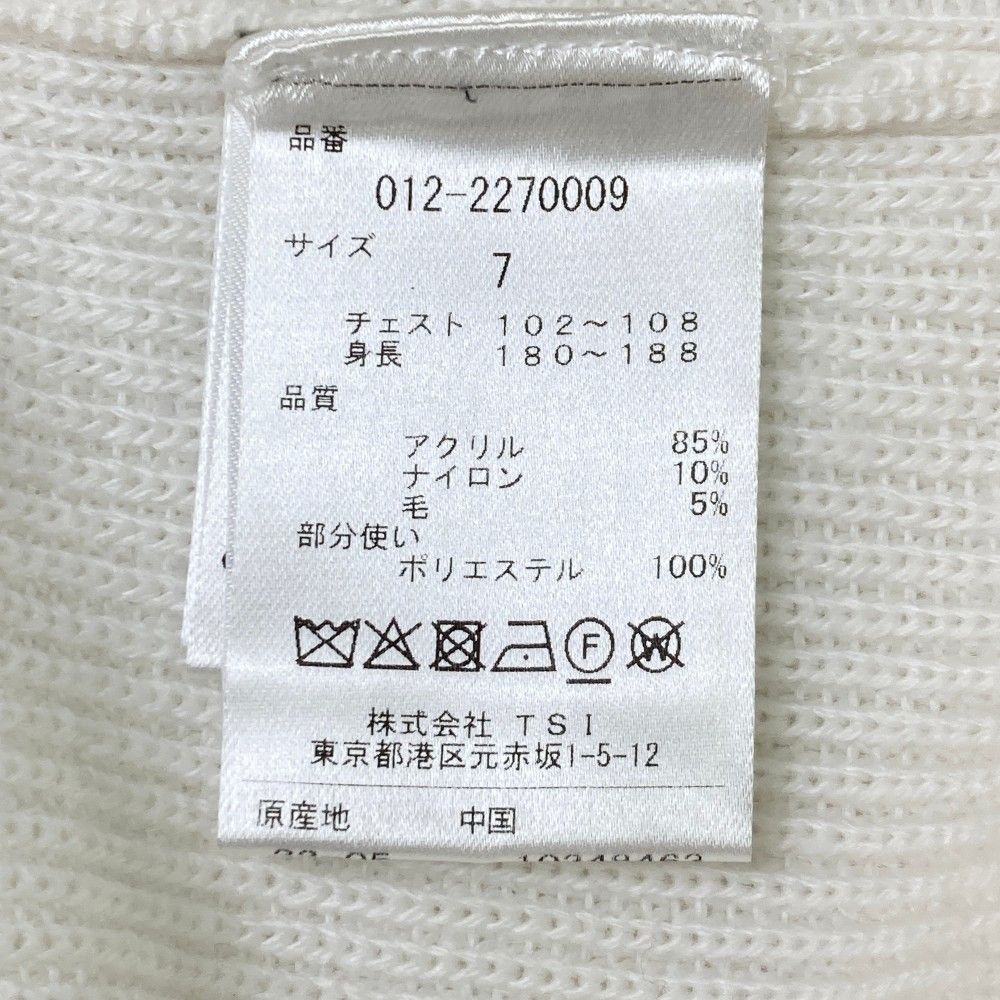 品番
012-2270009
サイズ
7
チェスト 102～108
身長 180～188
品質
アクリル 85%
ナイロン 10%
毛 5%
部分使い
ポリエステル 100%
F W
株式会社 TSI
東京都港区元赤坂1-5-12
原産地 中国